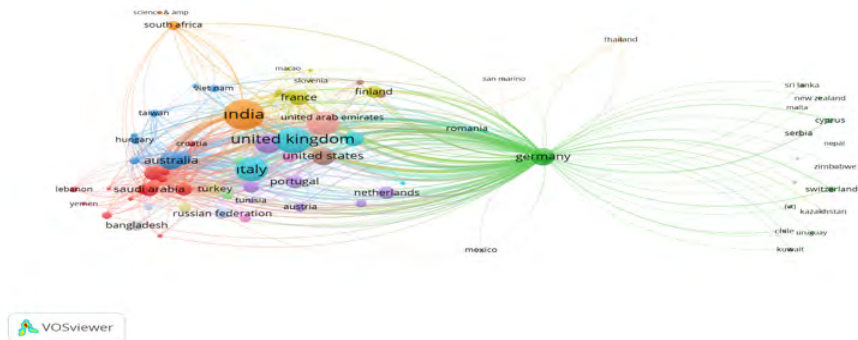 science & amp
south africa
thailand
macao
slovenia
san marino
viet nam
france
finland
sri lanka
new zealand
malta
taiwan
india
united arab emirates
cyprus
romania
serbia
hungary
croatia
united kingdom
nepal
australia
united states
germany
zimbabwe
italy
lebanon
saudi arabia
turkey
portugal
netherlands
switzerland
yemen
tunisia
austria
kazakhstan
russian federation
bangladesh
chile
uruguay
mexico
kuwait
VOSviewer